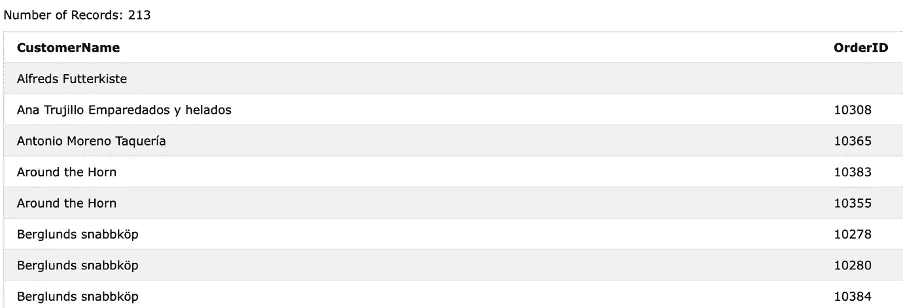 Number of Records: 213
CustomerName OrderID
Alfreds Futterkiste
Ana Trujillo Emparedados y helados 10308
Antonio Moreno Taquería 10365
Around the Horn 10383
Around the Horn 10355
Berglunds snabbköp 10278
Berglunds snabbköp 10280
Berglunds snabbköp 10384